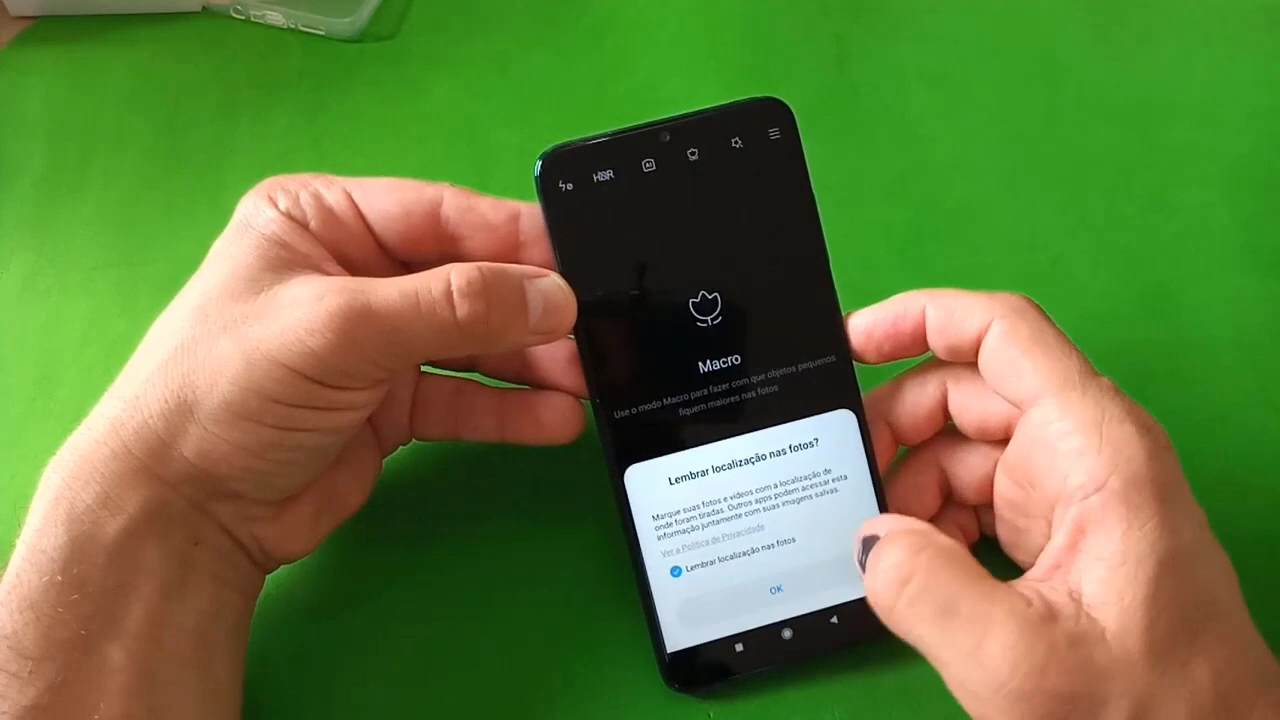 HDR
AI
Macro
Use o modo Macro para fazer com que objetos pequenos
fiquem maiores nas fotos
Lembrar localização nas fotos?
Marque suas fotos e vídeos com a localização de
onde foram tiradas. Outros apps podem acessar esta
informação juntamente com suas imagens salvas.
Ver a Política de Privacidade
Lembrar localização nas fotos
OK